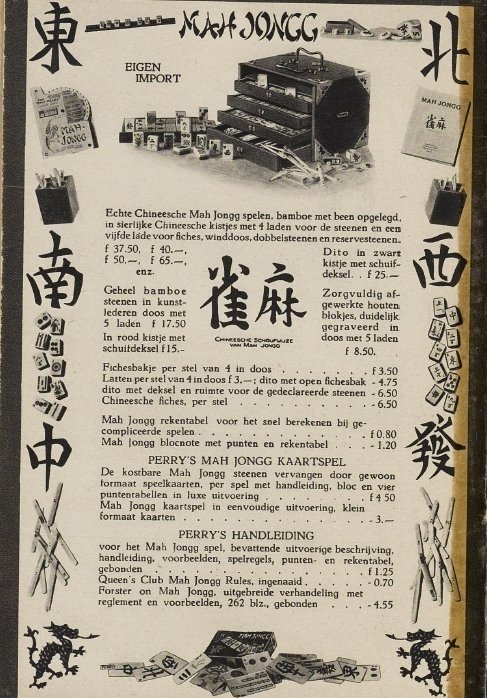 東
MAH JONGG
北
EIGEN
IMPORT
MAH-
JONGG
MAH JONGG
雀麻
Echte Chineesche Mah Jongg spelen, bamboe met been opgelegd,
in sierlijke Chineesche kistjes met 4 laden voor de steenen en een
vijfde lade voor fiches, winddoos, dobbelsteenen en reservesteenen.
f 37.50, f 40.—,
f 50.—, f 65.—,
enz.
Dito in zwart
kistje met schuif-
deksel . . f 25.—
南
西
Geheel bamboe
steenen in kunst-
lederen doos met
5 laden f 17.50
In rood kistje met
schuifdeksel f 15.—
雀麻
CHINEESCHE SCHRIJFWIJZE
VAN MAH JONGG
Zorgvuldig af-
gewerkte houten
blokjes, duidelijk
gegraveerd in
doos met 5 laden
f 8.50.
Fichesbakje per stel van 4 in doos . . . . . . . . . f 3.50
Latten per stel van 4 in doos f 3.—; dito met open fichesbak - 4.75
dito met deksel en ruimte voor de gedeclareerde steenen - 6.50
Chineesche fiches, per stel . . . . . . . . . . . . - 6.50
中
發
Mah Jongg rekentabel voor het snel berekenen bij ge-
compliceerde spelen . . . . . . . . . . . . . . f 0.80
Mah Jongg blocnote met punten en rekentabel . . . . - 1.20
PERRY'S MAH JONGG KAARTSPEL
De kostbare Mah Jongg steenen vervangen door gewoon
formaat speelkaarten, per spel met handleiding, bloc en vier
puntentabellen in luxe uitvoering . . . . . . . . . f 4 50
Mah Jongg kaartspel in eenvoudige uitvoering, klein
formaat kaarten . . . . . . . . . . . . . . . 3.—
PERRY'S HANDLEIDING
voor het Mah Jongg spel, bevattende uitvoerige beschrijving,
handleiding, voorbeelden, spelregels, punten- en rekentabel,
gebonden . . . . . . . . . . . . . . . . . f 1.25
Queen's Club Mah Jongg Rules, ingenaaid . . . . . - 0.70
Forster on Mah Jongg, uitgebreide verhandeling met
reglement en voorbeelden, 262 blz., gebonden . . . . - 4.55
MAH JONGG